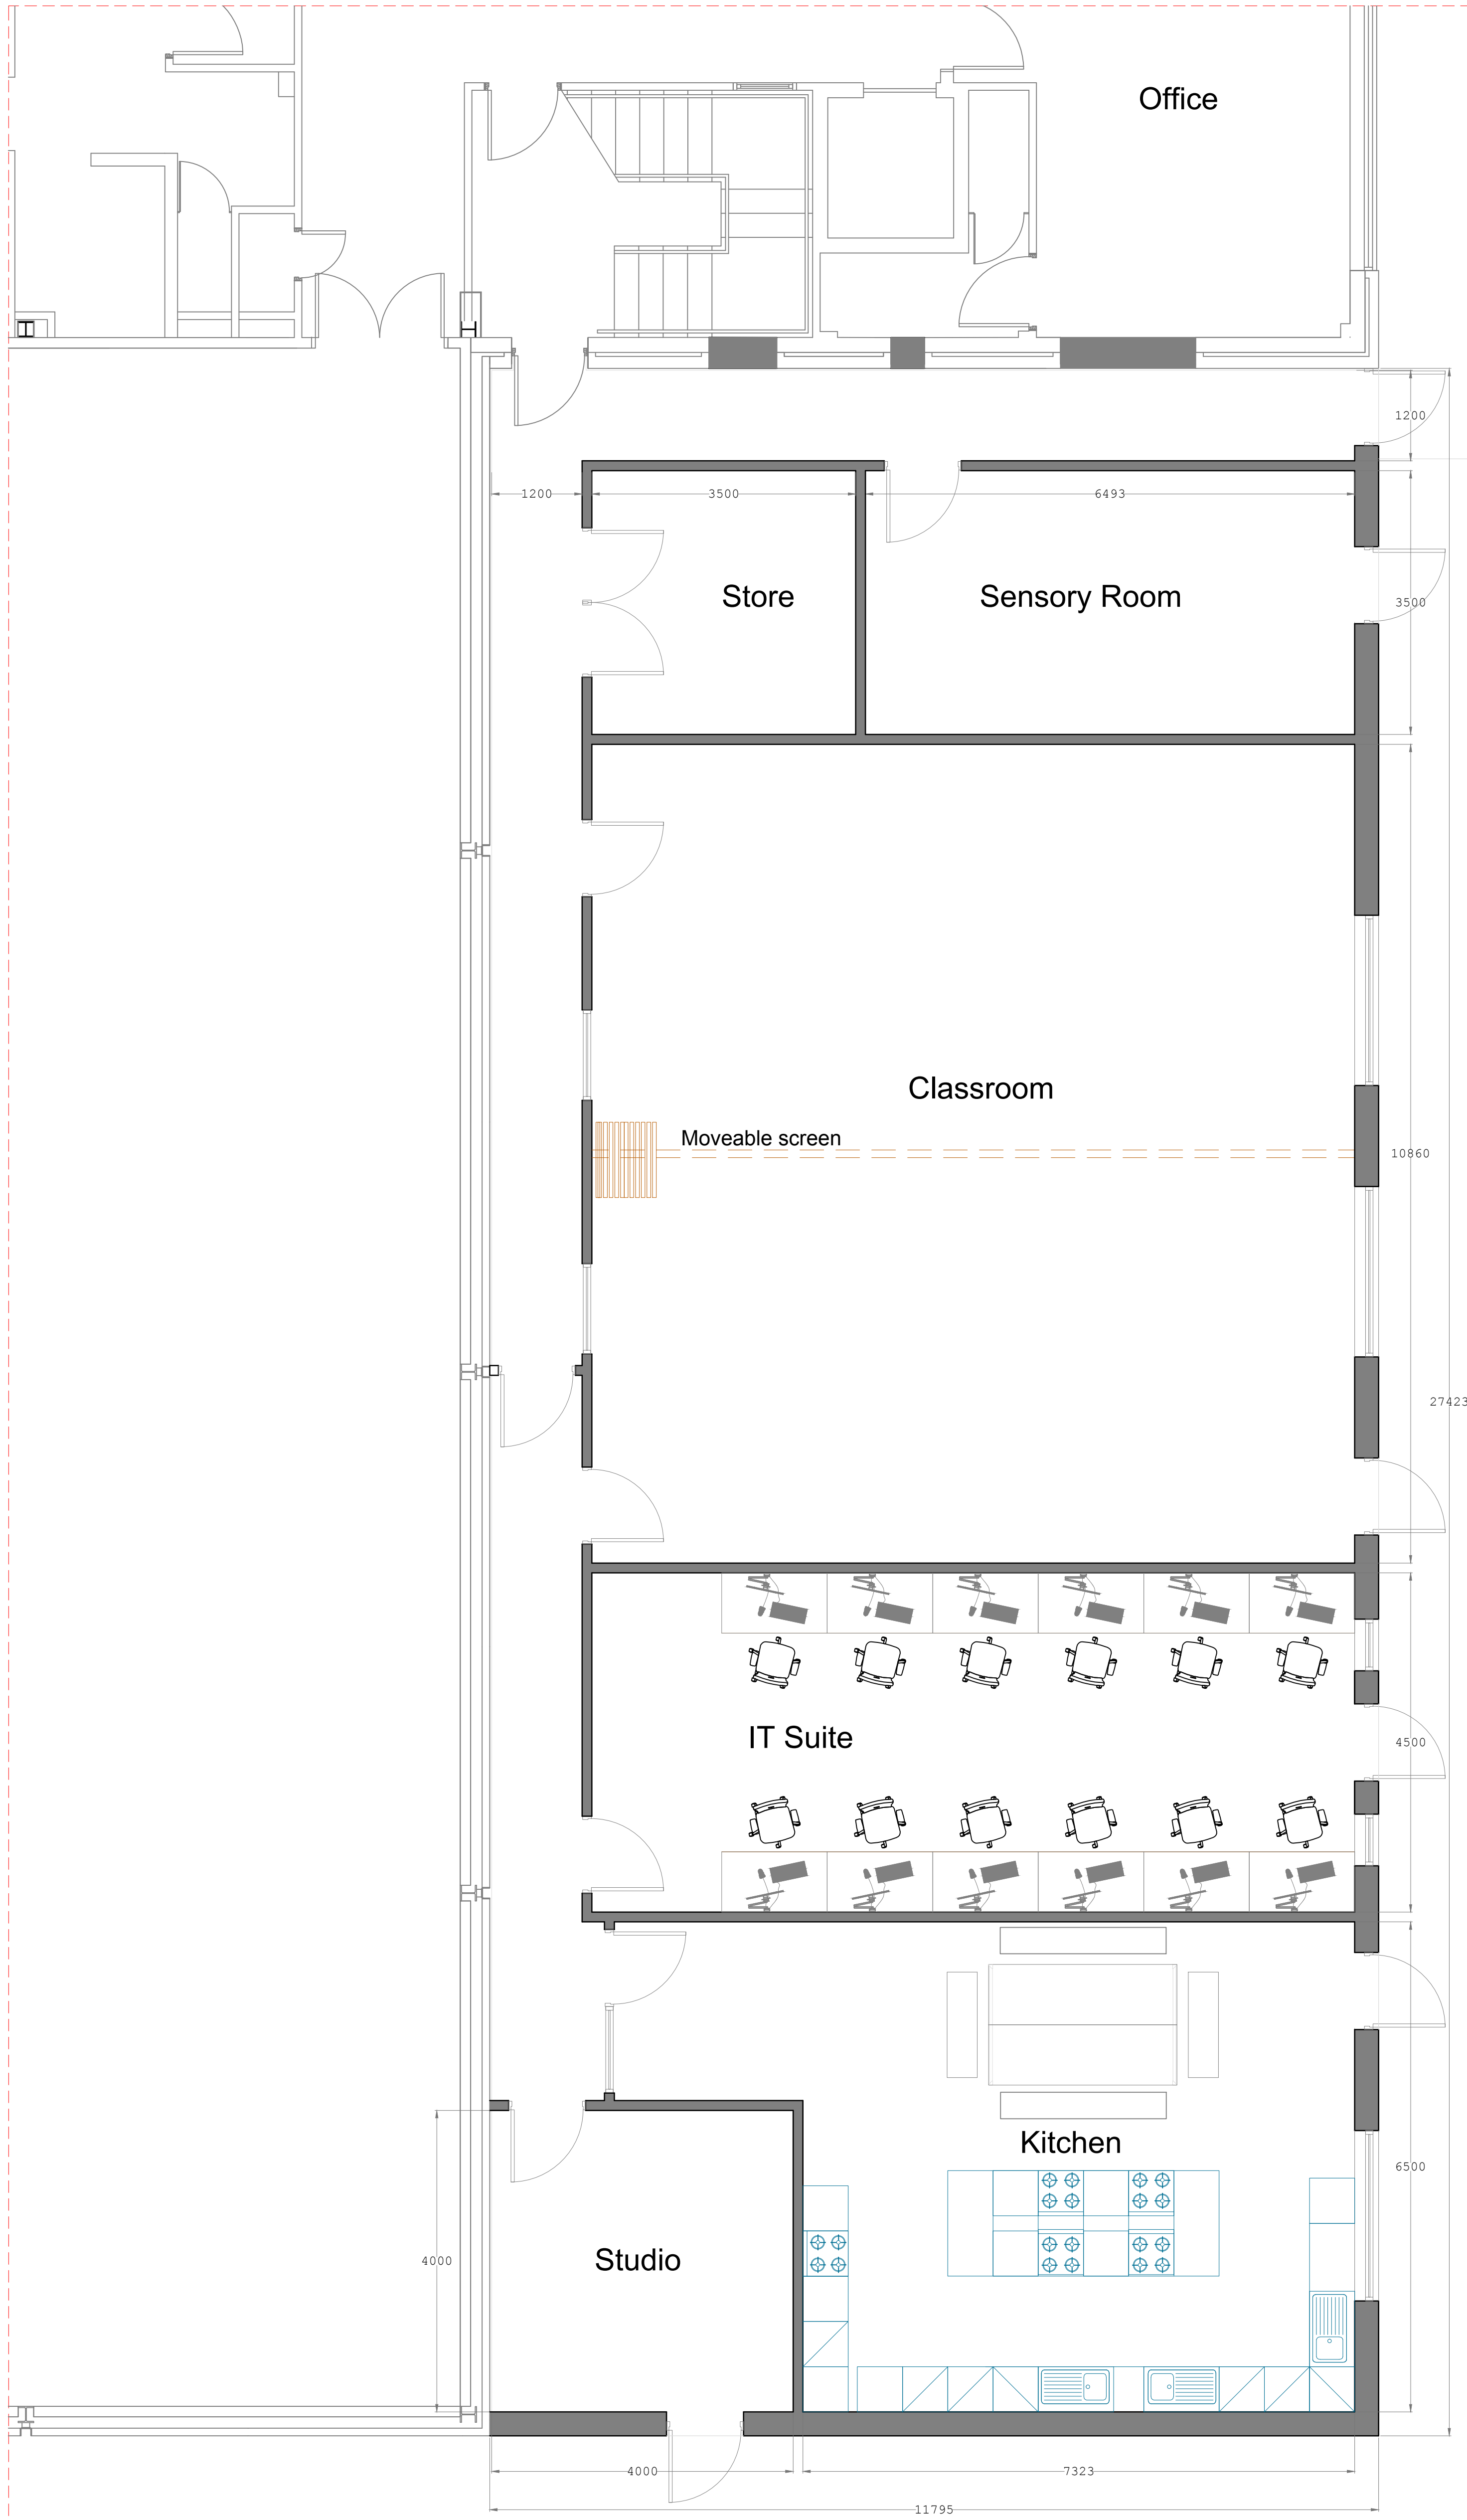 Office
1200
1200
3500
6493
Store
Sensory Room
3500
Classroom
Moveable screen
10860
27423
IT Suite
4500
Kitchen
6500
Studio
4000
4000
7323
11795